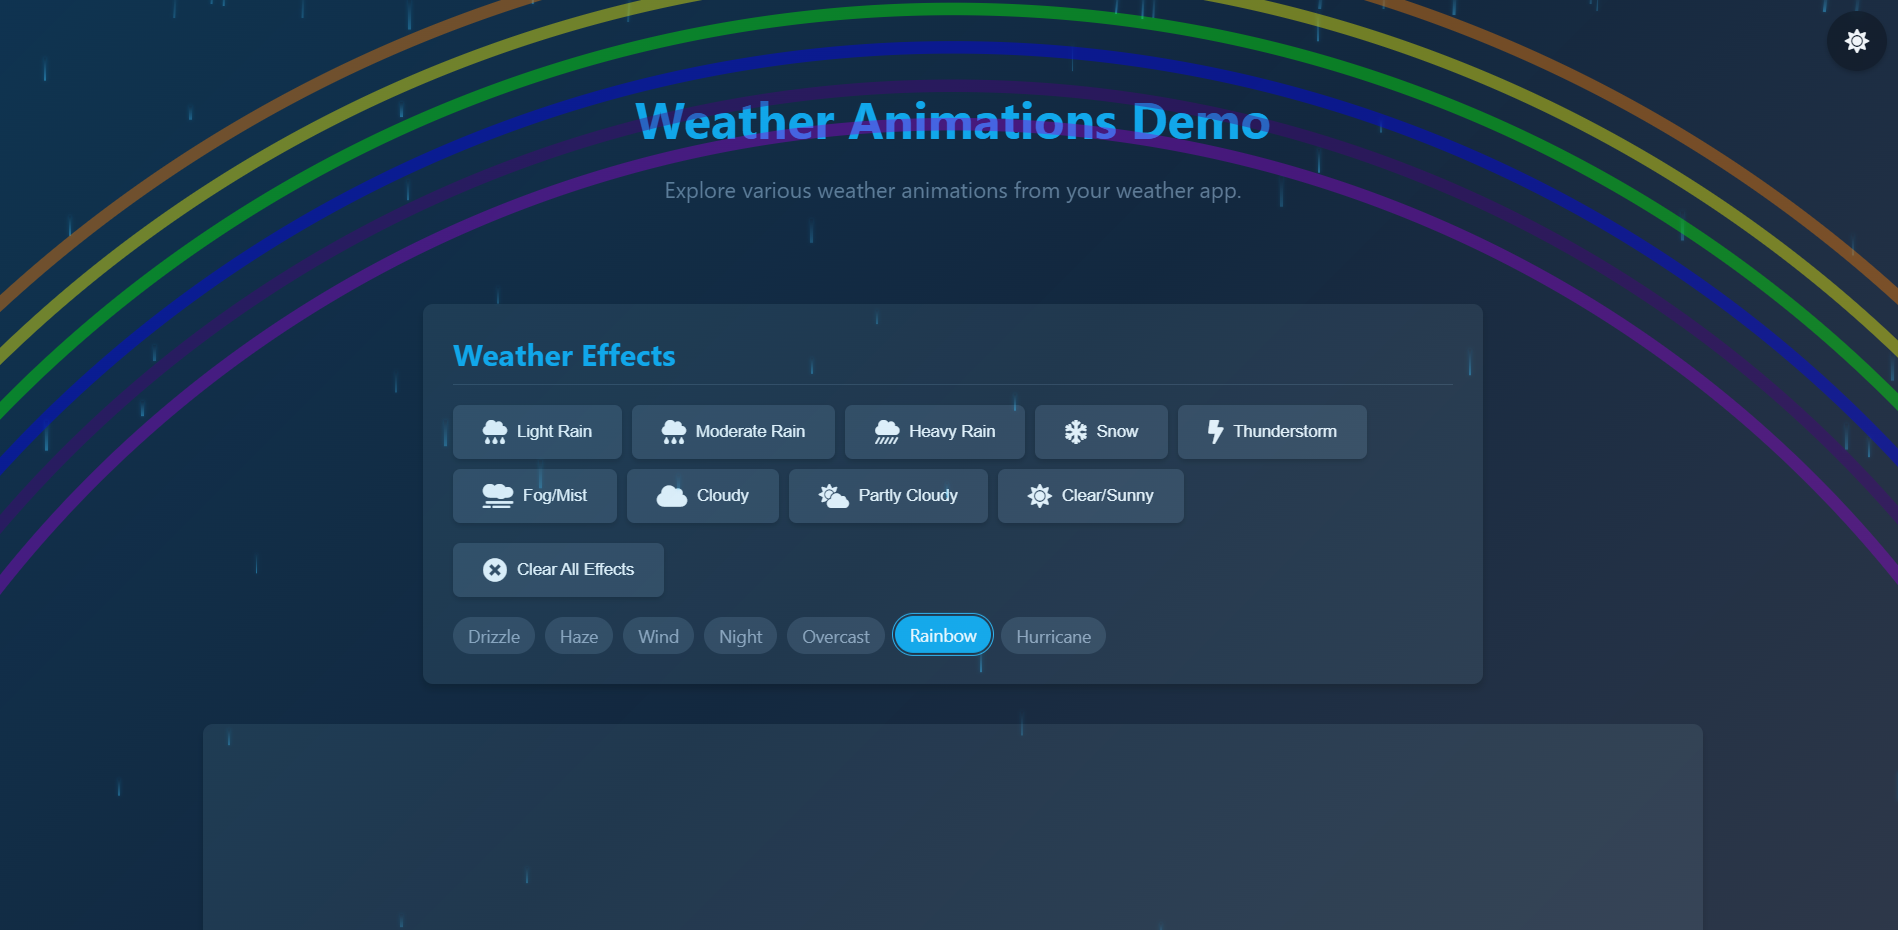 Weather Animations Demo
Explore various weather animations from your weather app.
Weather Effects
Light Rain
Moderate Rain
Heavy Rain
Snow
Thunderstorm
Fog/Mist
Cloudy
Partly Cloudy
Clear/Sunny
Clear All Effects
Drizzle
Haze
Wind
Night
Overcast
Rainbow
Hurricane